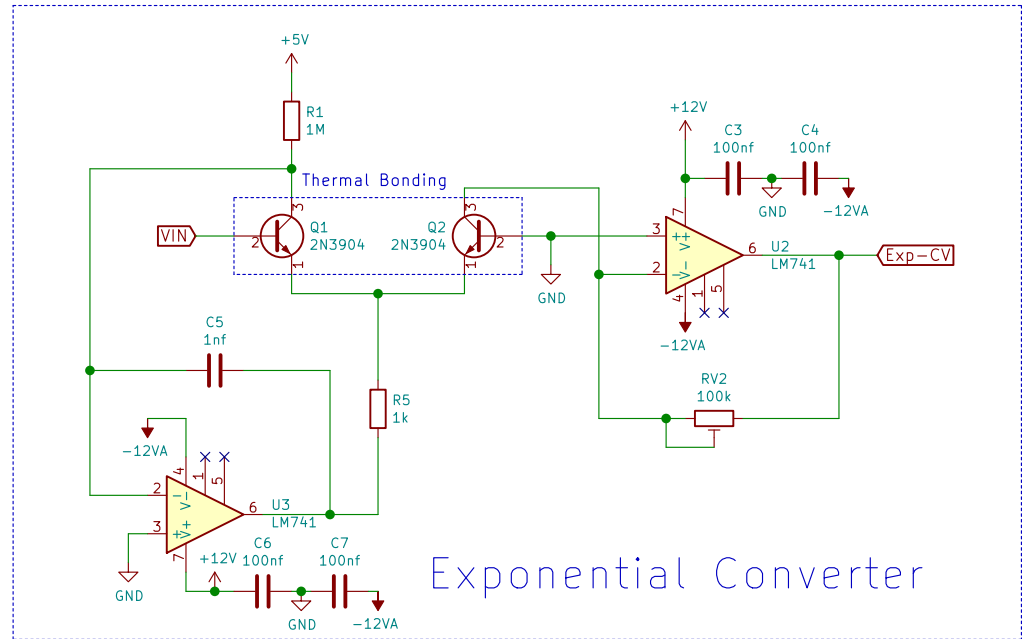 +5V
R1
1M
Thermal Bonding
VIN
3
2
1
Q1
2N3904
Q2
2N3904
3
2
1
GND
+12V
C3
100nf
C4
100nf
GND
-12VA
3
2
7
+
V+
-
V-
6
4
1
5
U2
LM741
Exp-CV
-12VA
RV2
100k
C5
1nf
R5
1k
-12VA
4
1
5
2
3
-
V-
+
V+
6
7
U3
LM741
GND
+12V
C6
100nf
C7
100nf
GND
-12VA
Exponential Converter